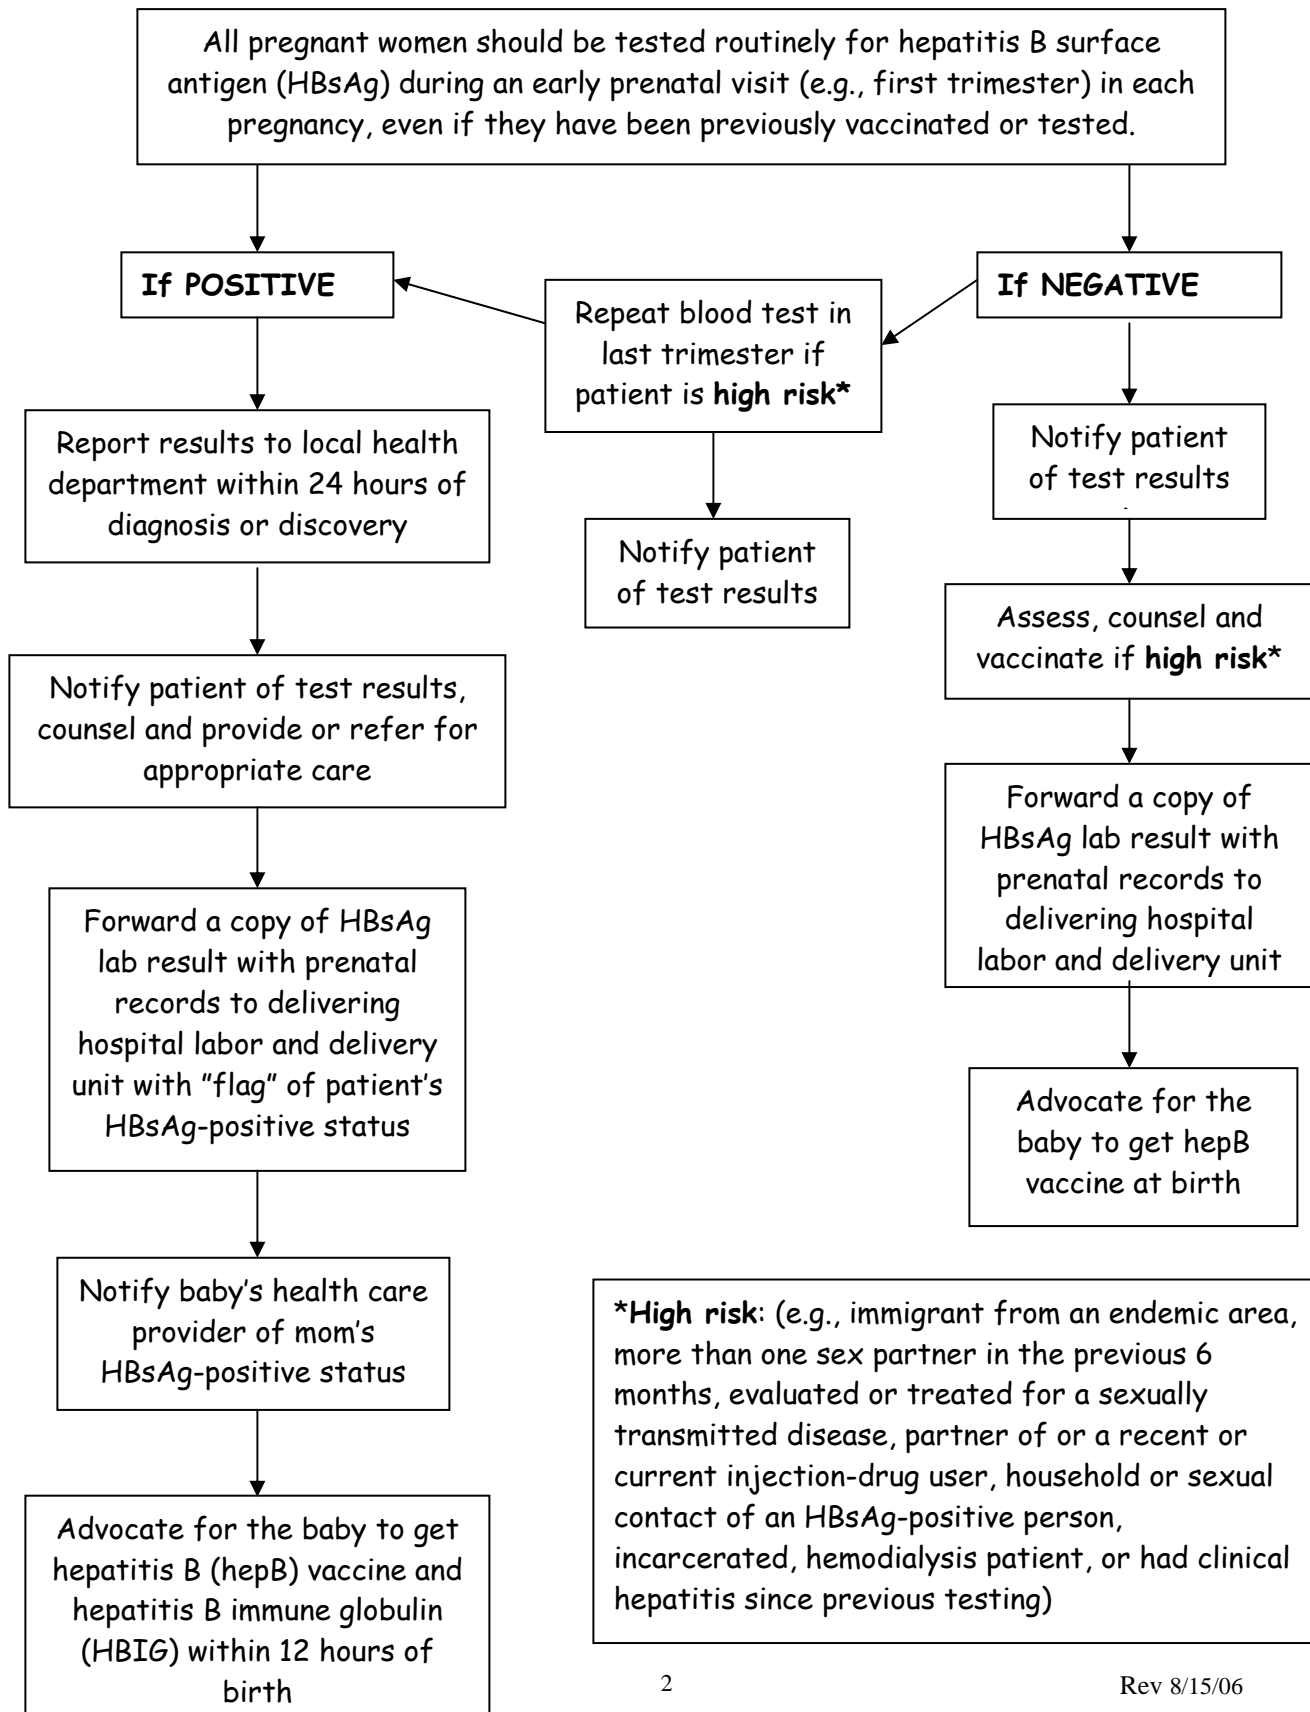 All pregnant women should be tested routinely for hepatitis B surface
antigen (HBsAg) during an early prenatal visit (e.g., first trimester) in each
pregnancy, even if they have been previously vaccinated or tested.
If POSITIVE
If NEGATIVE
Repeat blood test in
last trimester if
patient is high risk*
Notify patient
of test results
Report results to local health
department within 24 hours of
diagnosis or discovery
Notify patient of test results,
counsel and provide or refer for
appropriate care
Forward a copy of HBsAg
lab result with prenatal
records to delivering
hospital labor and delivery
unit with "flag" of patient's
HBsAg-positive status
Notify baby's health care
provider of mom's
HBsAg-positive status
Advocate for the baby to get
hepatitis B (hepB) vaccine and
hepatitis B immune globulin
(HBIG) within 12 hours of
birth
Notify patient
of test results
.
Assess, counsel and
vaccinate if high risk*
Forward a copy of
HBsAg lab result with
prenatal records to
delivering hospital
labor and delivery unit
Advocate for the
baby to get hepB
vaccine at birth
*High risk: (e.g., immigrant from an endemic area,
more than one sex partner in the previous 6
months, evaluated or treated for a sexually
transmitted disease, partner of or a recent or
current injection-drug user, household or sexual
contact of an HBsAg-positive person,
incarcerated, hemodialysis patient, or had clinical
hepatitis since previous testing)
2
Rev 8/15/06